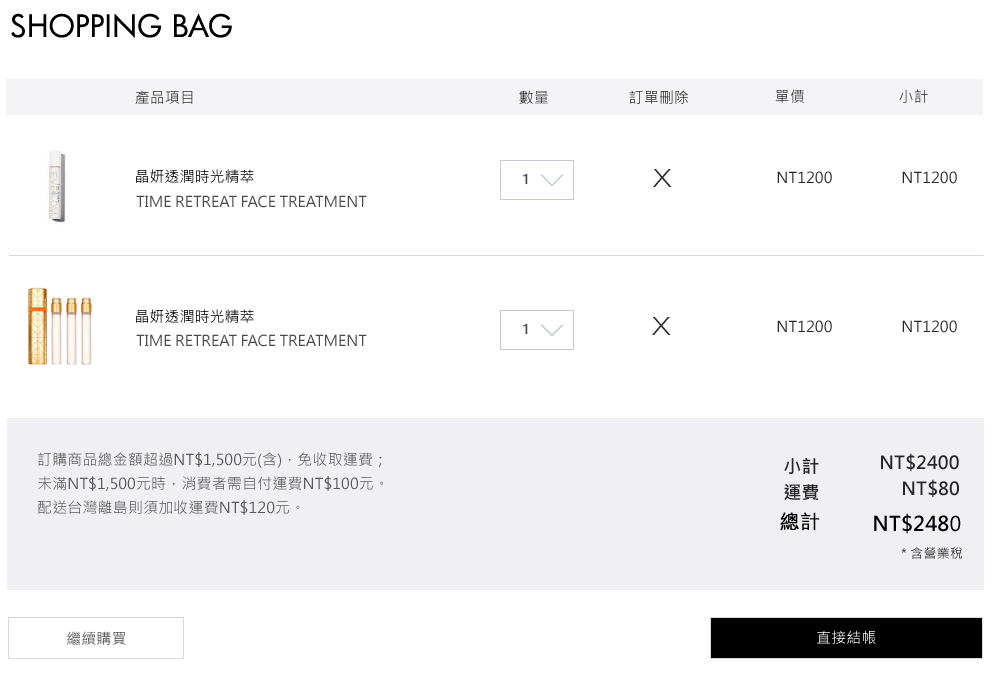 SHOPPING BAG
產品項目 數量 訂單刪除 單價 小計
晶妍透潤時光精萃
TIME RETREAT FACE TREATMENT
1 X NT1200 NT1200
晶妍透潤時光精萃
TIME RETREAT FACE TREATMENT
1 X NT1200 NT1200
訂購商品總金額超過NT$1,500元(含)，免收取運費；
未滿NT$1,500元時，消費者需自付運費NT$100元。
配送台灣離島則須加收運費NT$120元。
小計 NT$2400
運費 NT$80
總計 NT$2480
* 含營業稅
繼續購買
直接結帳